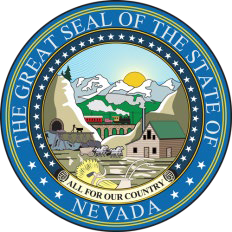 THE GREAT SEAL OF THE STATE OF
NEVADA
ALL FOR OUR COUNTRY